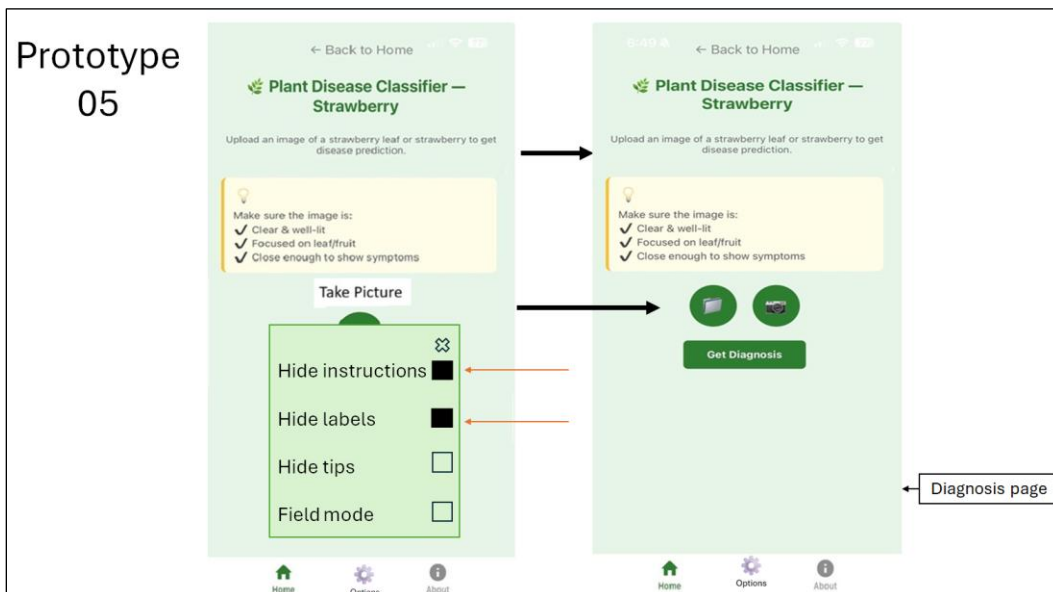 Prototype
05
← Back to Home
🌿 Plant Disease Classifier —
Strawberry
Upload an image of a strawberry leaf or strawberry to get
disease prediction.
Make sure the image is:
✓ Clear & well-lit
✓ Focused on leaf/fruit
✓ Close enough to show symptoms
Take Picture
Hide instructions
Hide labels
Hide tips
Field mode
Home
Options
About
5:49
← Back to Home
🌿 Plant Disease Classifier —
Strawberry
Upload an image of a strawberry leaf or strawberry to get
disease prediction.
Make sure the image is:
✓ Clear & well-lit
✓ Focused on leaf/fruit
✓ Close enough to show symptoms
Get Diagnosis
Home
Options
About
Diagnosis page